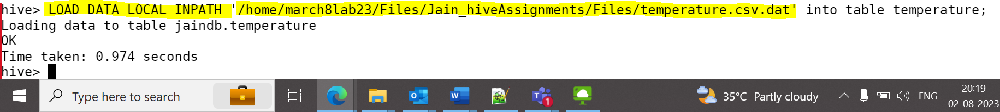 hive> LOAD DATA LOCAL INPATH '/home/march8lab23/Files/Jain_hiveAssignments/Files/temperature.csv.dat' into table temperature;
Loading data to table jaindb.temperature
OK
Time taken: 0.974 seconds
hive>
Type here to search
35°C Partly cloudy
ENG
20:19
02-08-2023
1